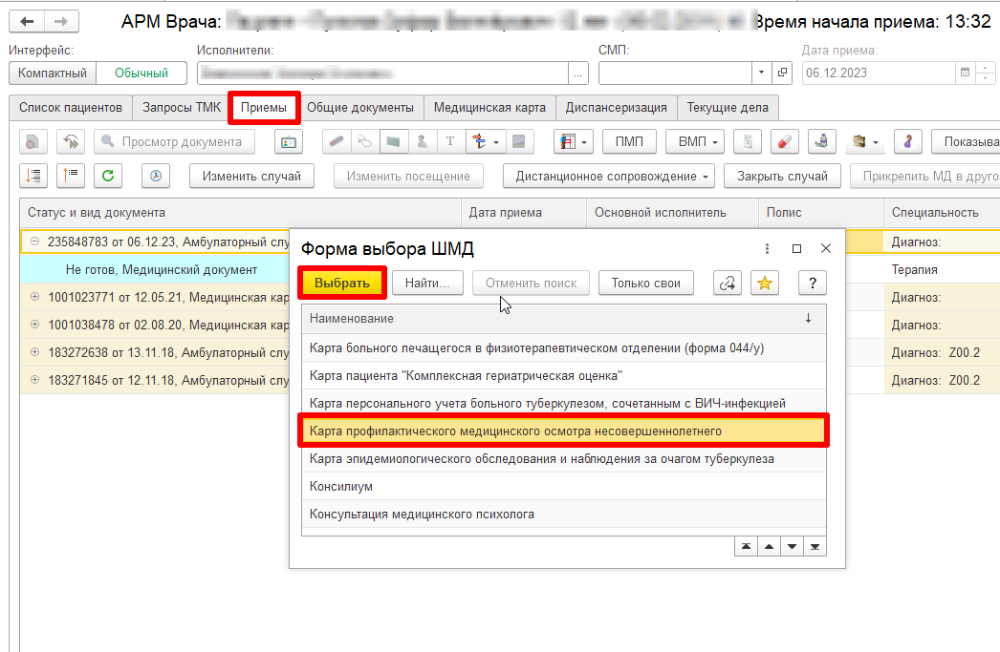 АРМ Врача: Время начала приема: 13:32
Интерфейс: Исполнители: СМП: Дата приема:
Компактный Обычный ... 06.12.2023
Список пациентов Запросы ТМК Приемы Общие документы Медицинская карта Диспансеризация Текущие дела
Просмотр документа T ПМП ВМП Показыва
Изменить случай Изменить посещение Дистанционное сопровождение Закрыть случай Прикрепить МД в друго
Статус и вид документа Дата приема Основной исполнитель Полис Специальность
235848783 от 06.12.23, Амбулаторный слу Диагноз:
Не готов, Медицинский документ Терапия
1001023771 от 12.05.21, Медицинская кар Диагноз:
1001038478 от 02.08.20, Медицинская кар Диагноз:
183272638 от 13.11.18, Амбулаторный слу Диагноз: Z00.2
183271845 от 12.11.18, Амбулаторный слу Диагноз: Z00.2
Форма выбора ШМД
Выбрать Найти... Отменить поиск Только свои ?
Наименование ↓
Карта больного лечащегося в физиотерапевтическом отделении (форма 044/у)
Карта пациента "Комплексная гериатрическая оценка"
Карта персонального учета больного туберкулезом, сочетанным с ВИЧ-инфекцией
Карта профилактического медицинского осмотра несовершеннолетнего
Карта эпидемиологического обследования и наблюдения за очагом туберкулеза
Консилиум
Консультация медицинского психолога